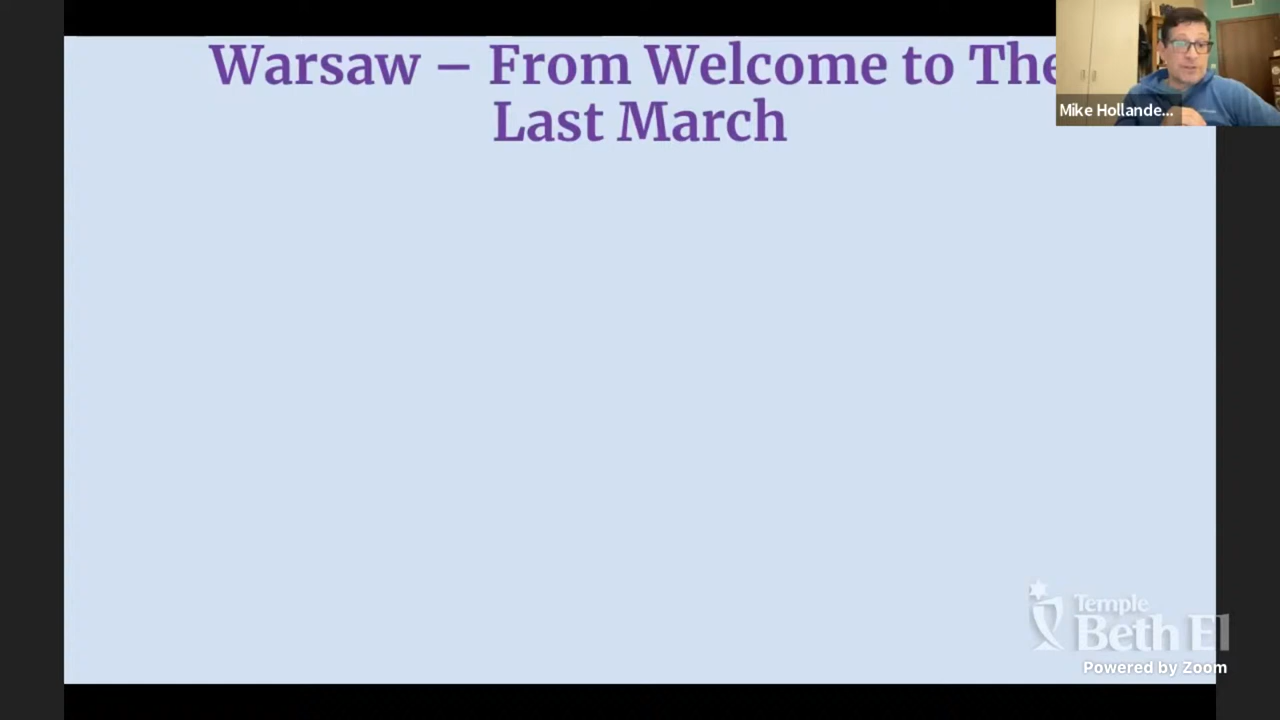 Warsaw – From Welcome to The
Last March
Mike Hollande...
Temple
Beth El
Powered by Zoom